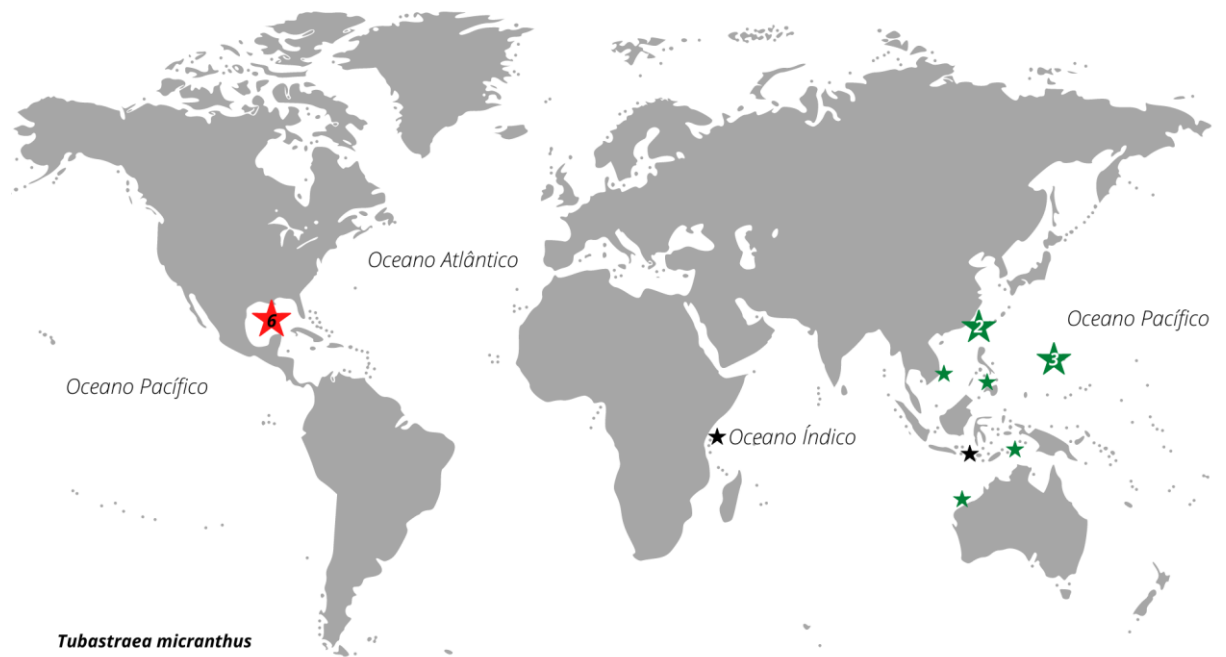 Oceano Atlântico
6
2
Oceano Pacífico
3
Oceano Pacífico
Oceano Índico
Tubastraea micranthus